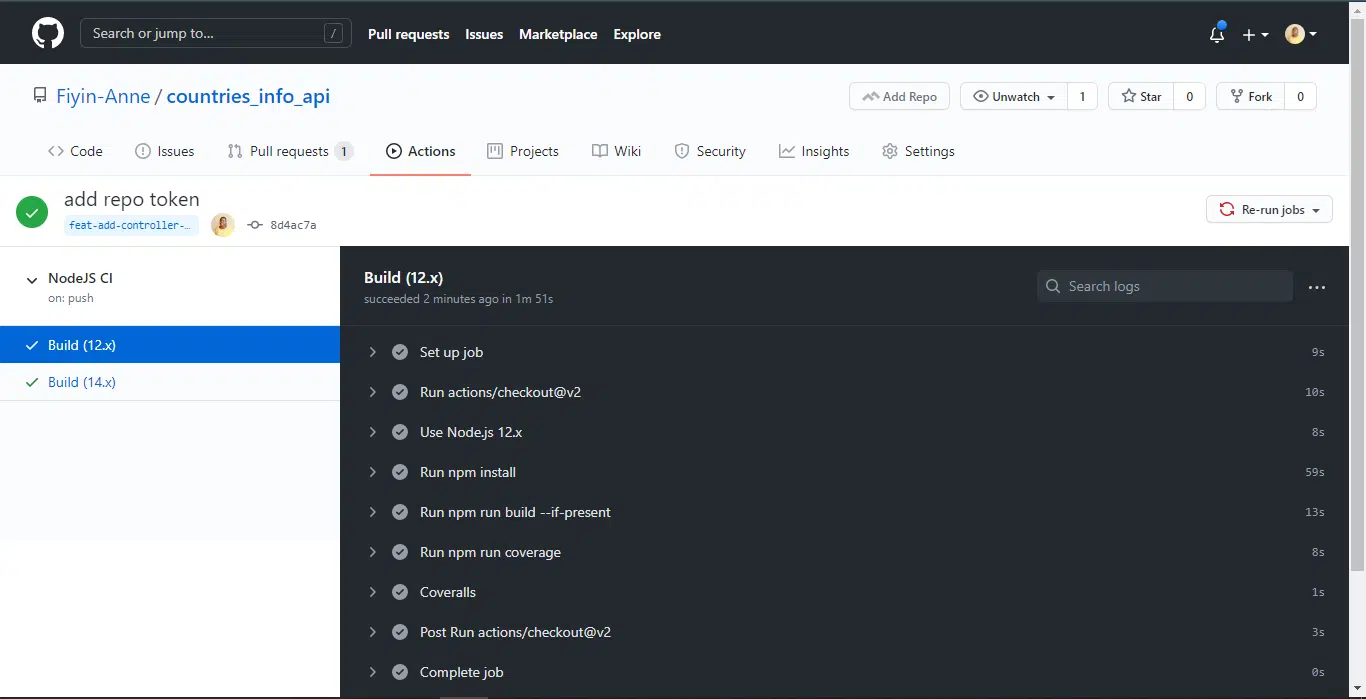 Search or jump to... /
Pull requests Issues Marketplace Explore
Fiyin-Anne / countries_info_api
Add Repo Unwatch 1 Star 0 Fork 0
Code Issues Pull requests 1 Actions Projects Wiki Security Insights Settings
add repo token
feat-add-controller-… 8d4ac7a
Re-run jobs
NodeJS CI
on: push
Build (12.x)
Build (14.x)
Build (12.x)
succeeded 2 minutes ago in 1m 51s
Search logs
Set up job 9s
Run actions/checkout@v2 10s
Use Node.js 12.x 8s
Run npm install 59s
Run npm run build --if-present 13s
Run npm run coverage 8s
Coveralls 1s
Post Run actions/checkout@v2 3s
Complete job 0s